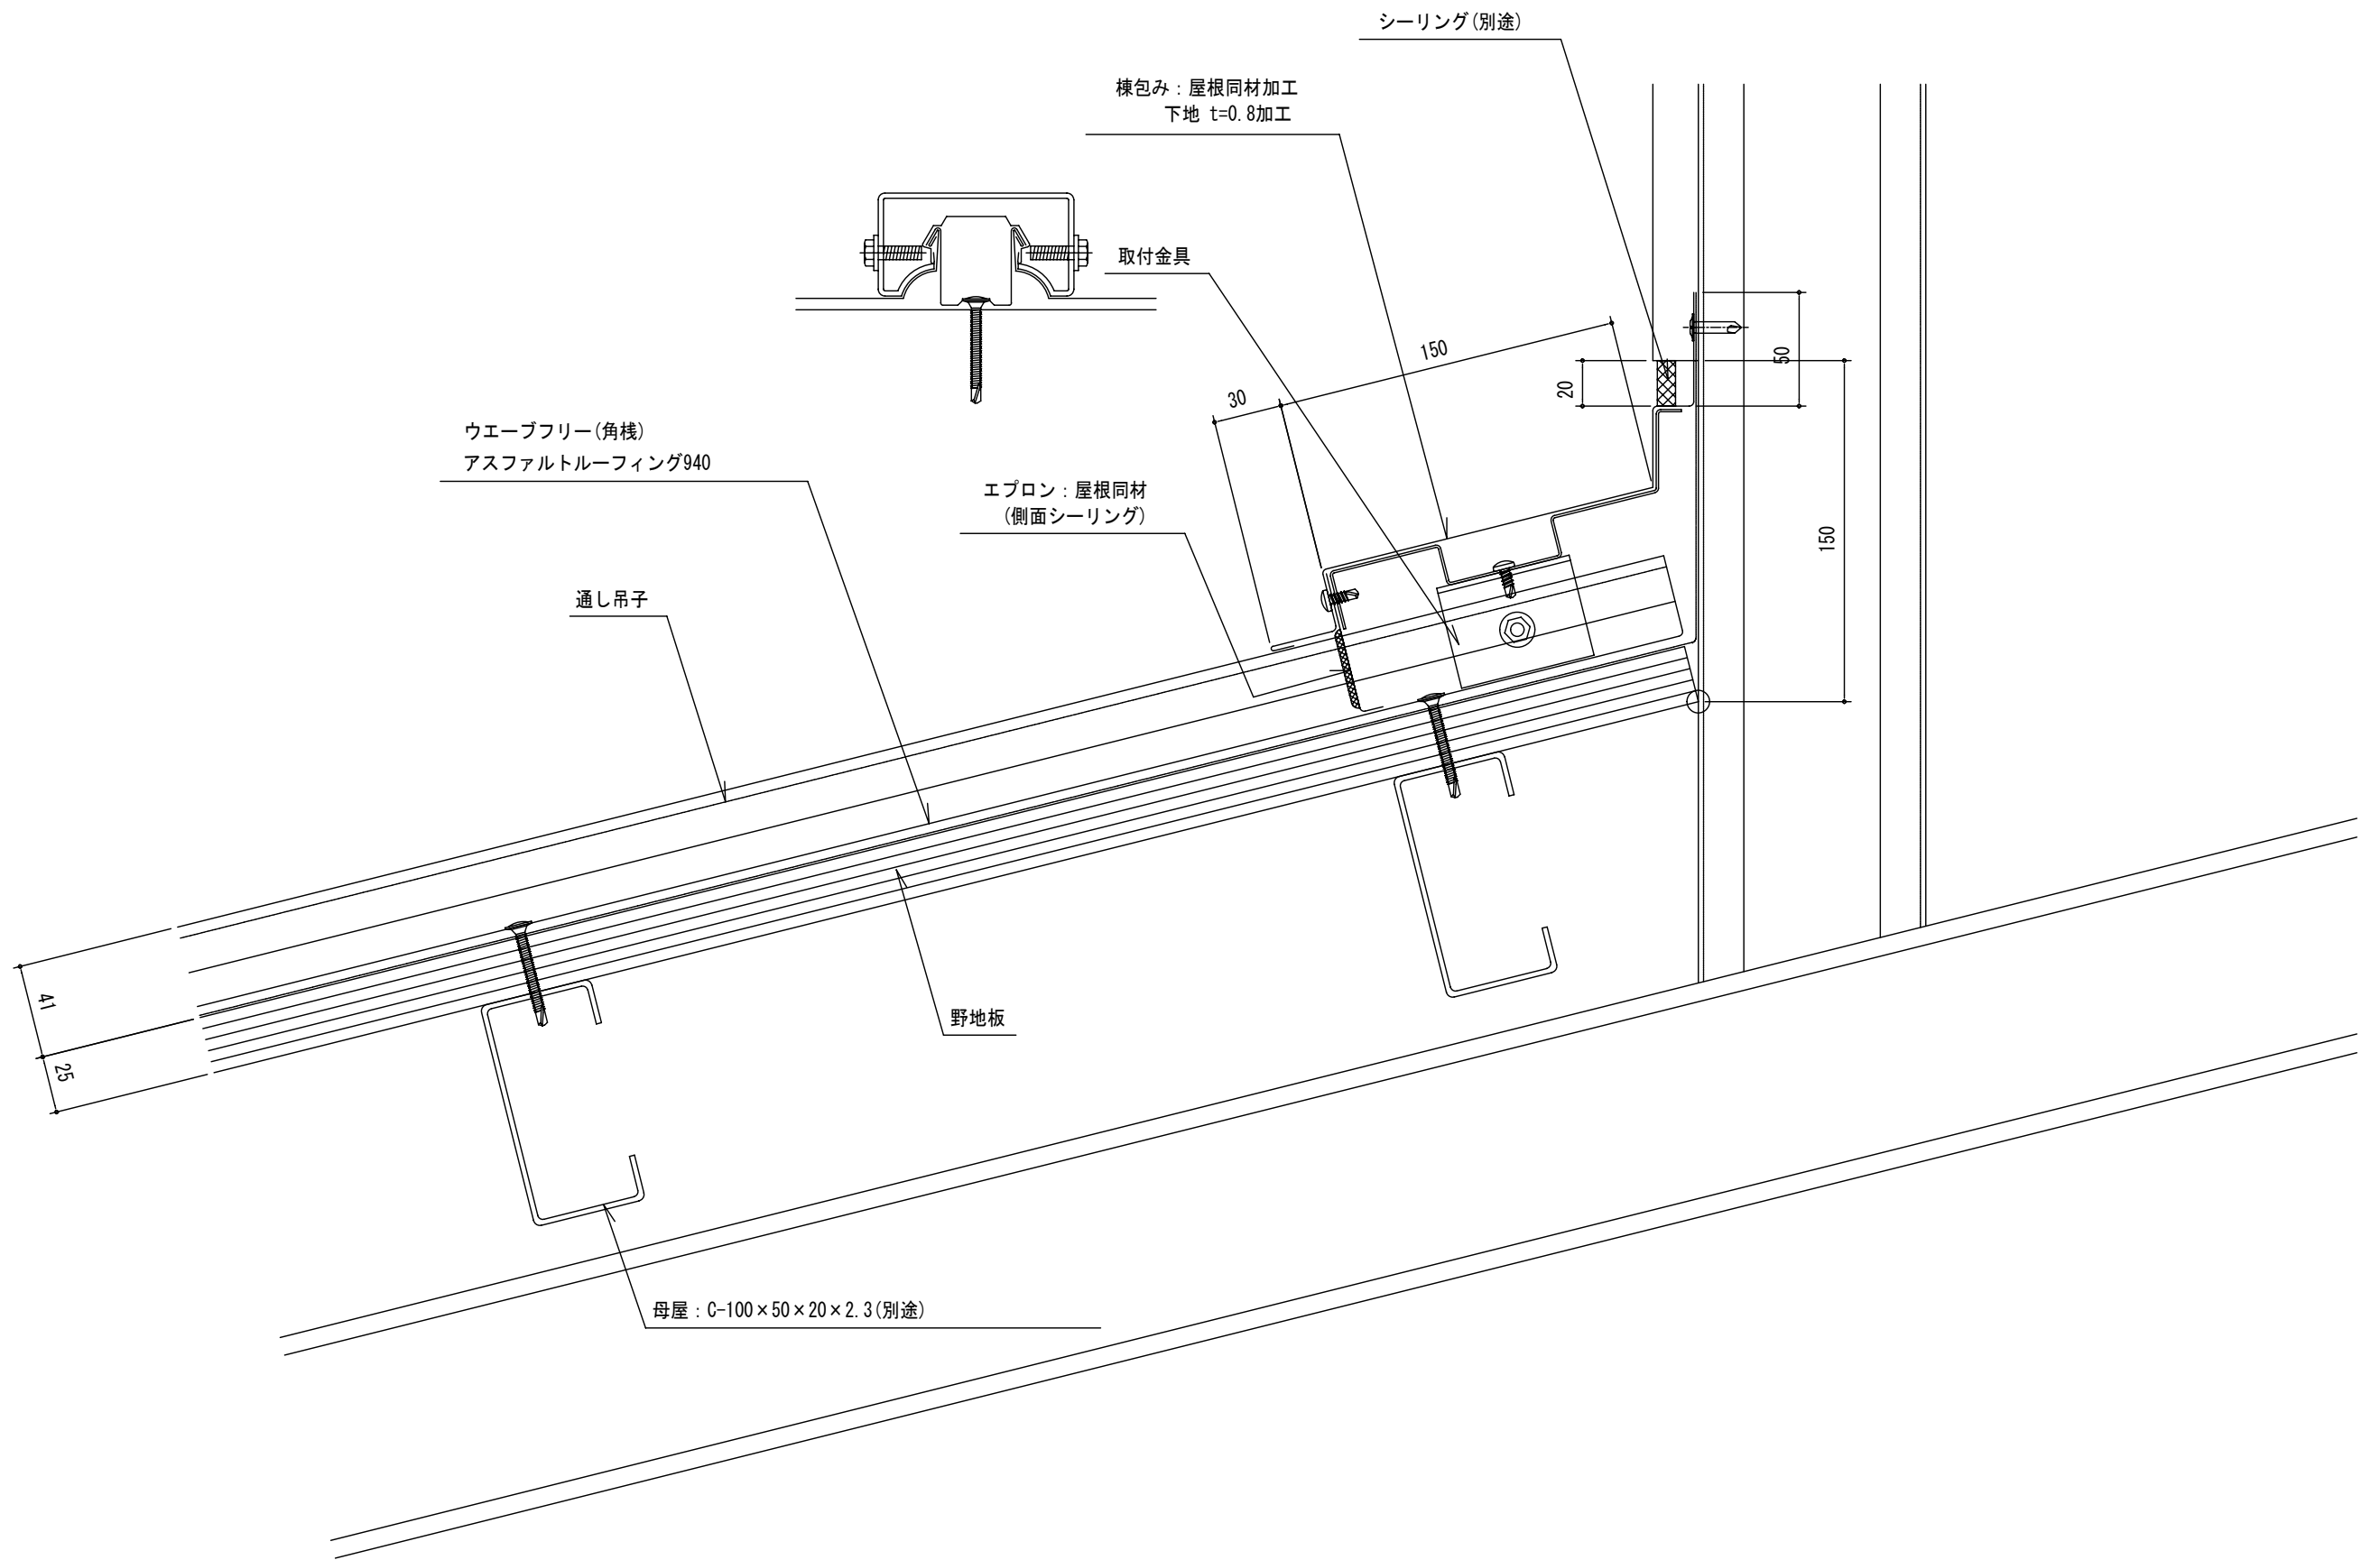 シーリング(別途)
棟包み：屋根同材加工
下地 t=0.8加工
取付金具
150
30
20
50
150
ウエーブフリー(角桟)
アスファルトルーフィング940
エプロン：屋根同材
(側面シーリング)
通し吊子
41
25
野地板
母屋：C-100×50×20×2.3(別途)